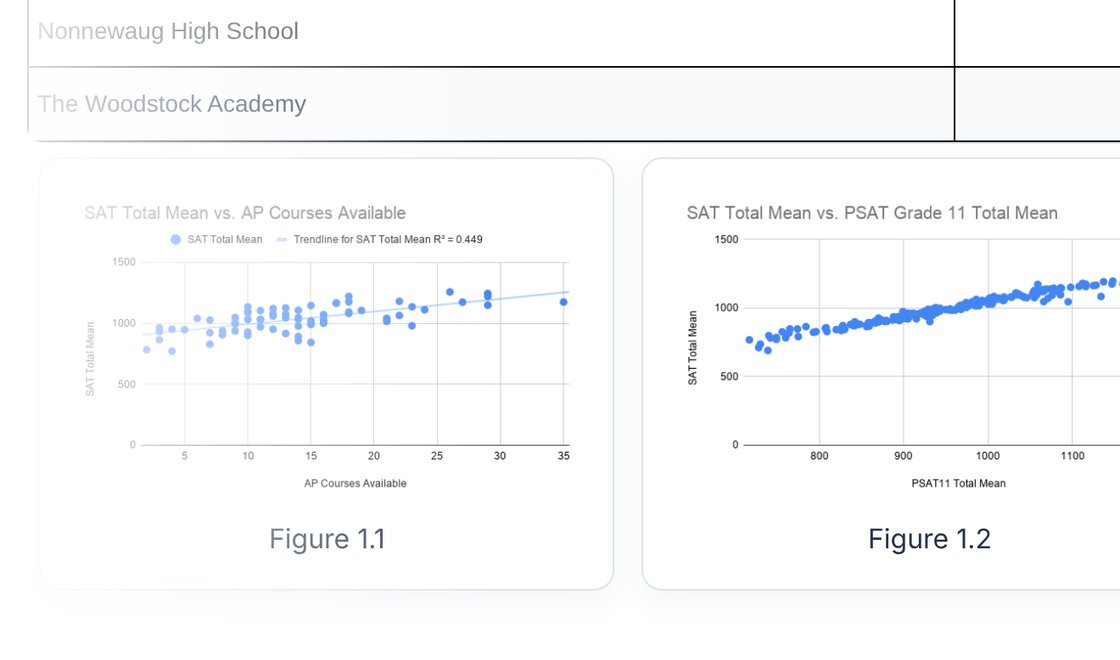 Nonnewaug High School
The Woodstock Academy
SAT Total Mean vs. AP Courses Available
SAT Total Mean
Trendline for SAT Total Mean R² = 0.449
1500
1000
500
0
SAT Total Mean
5 10 15 20 25 30 35
AP Courses Available
Figure 1.1
SAT Total Mean vs. PSAT Grade 11 Total Mean
1500
1000
500
0
SAT Total Mean
800 900 1000 1100
PSAT11 Total Mean
Figure 1.2